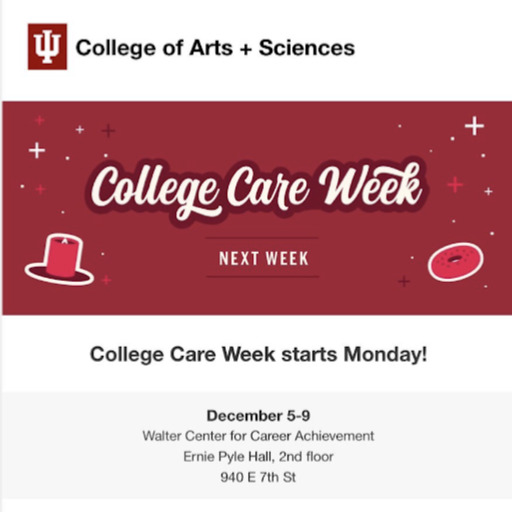 College of Arts + Sciences
College Care Week
NEXT WEEK
College Care Week starts Monday!
December 5-9
Walter Center for Career Achievement
Ernie Pyle Hall, 2nd floor
940 E 7th St